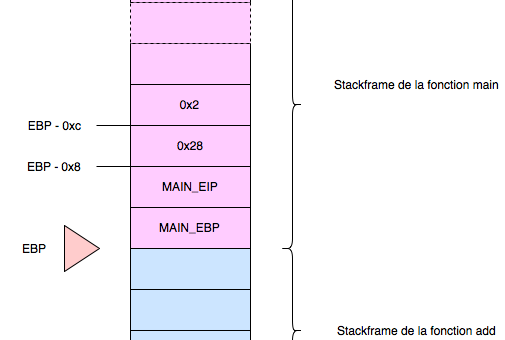 Stackframe de la fonction main
0x2
EBP - 0xc
0x28
EBP - 0x8
MAIN_EIP
MAIN_EBP
EBP
Stackframe de la fonction add